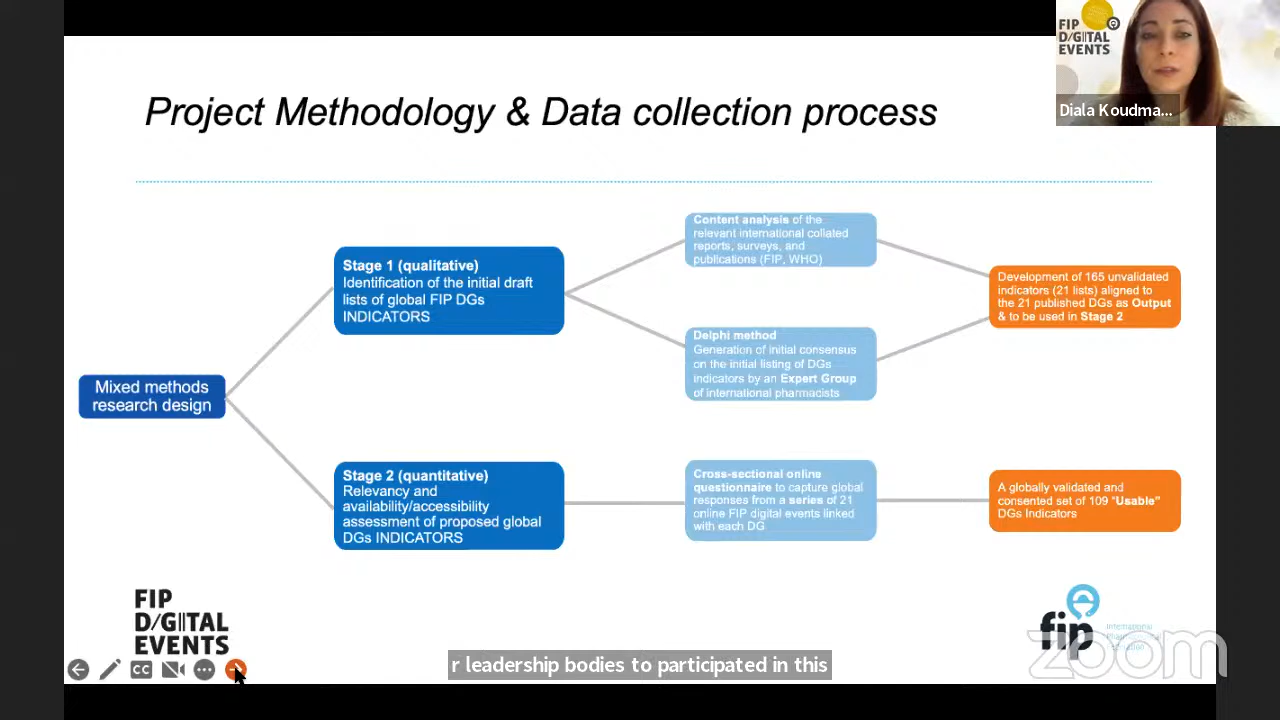 FIP
D/GITAL
EVENTS
Diala Koudma...
Project Methodology & Data collection process
Mixed methods
research design
Stage 1 (qualitative)
Identification of the initial draft
lists of global FIP DGs
INDICATORS
Content analysis of the
relevant international collated
reports, surveys, and
publications (FIP, WHO)
Delphi method
Generation of initial consensus
on the initial listing of DGs
indicators by an Expert Group
of international pharmacists
Development of 165 unvalidated
indicators (21 lists) aligned to
the 21 published DGs as Output
& to be used in Stage 2
Stage 2 (quantitative)
Relevancy and
availability/accessibility
assessment of proposed global
DGs INDICATORS
Cross-sectional online
questionnaire to capture global
responses from a series of 21
online FIP digital events linked
with each DG
A globally validated and
consented set of 109 "Usable"
DGs Indicators
FIP
D/GITAL
EVENTS
CC
r leadership bodies to participated in this
fip
International
zoom